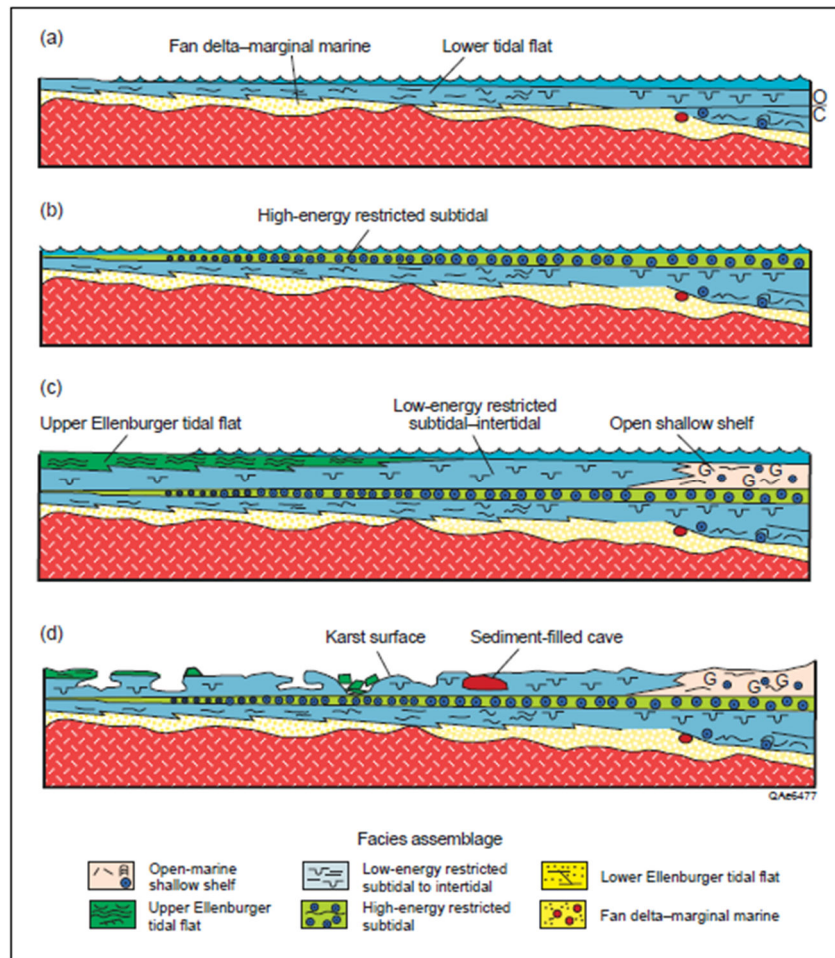 (a)
Fan delta–marginal marine
Lower tidal flat
O
C
(b)
High-energy restricted subtidal
(c)
Upper Ellenburger tidal flat
Low-energy restricted
subtidal–intertidal
Open shallow shelf
G
G
G
G
(d)
Karst surface
Sediment-filled cave
G
G
G
G
QAe6477
Facies assemblage
Open-marine
shallow shelf
Low-energy restricted
subtidal to intertidal
Lower Ellenburger tidal flat
Upper Ellenburger
tidal flat
High-energy restricted
subtidal
Fan delta–marginal marine